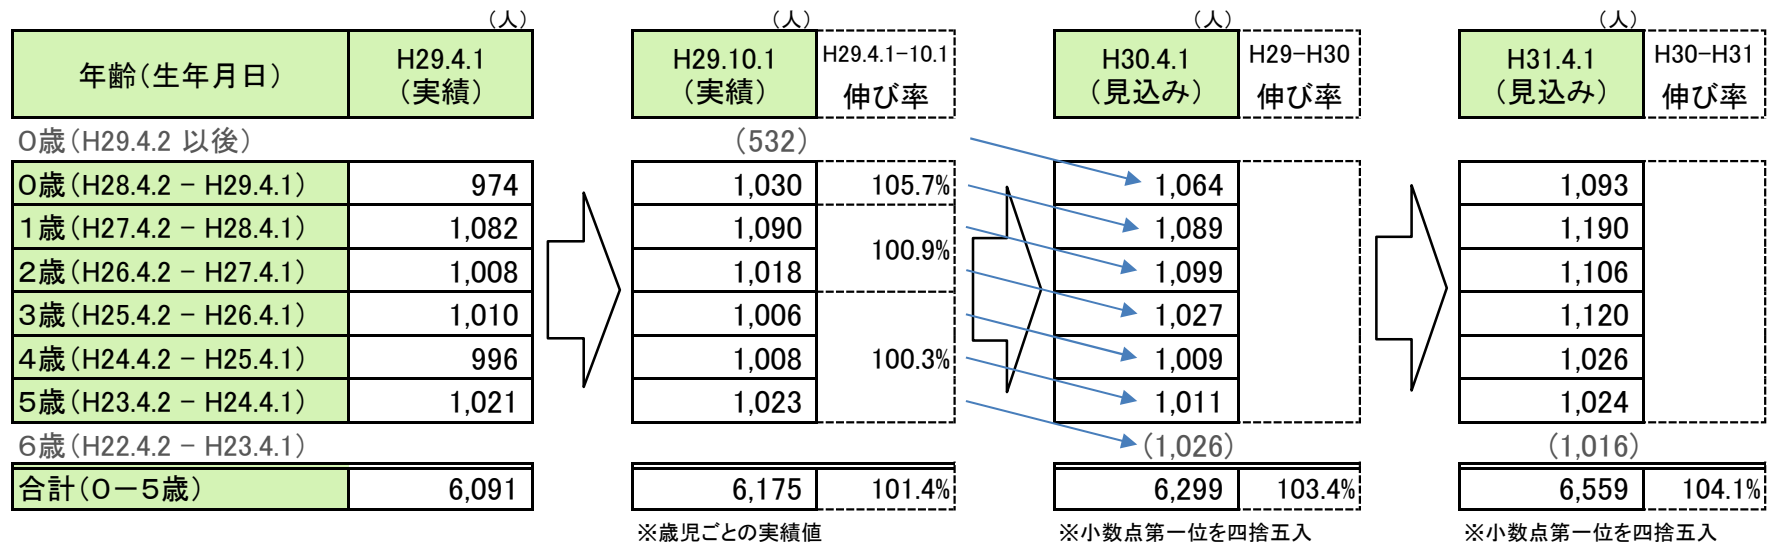 （人） （人） （人） （人）
年齢（生年月日） H29.4.1（実績） H29.10.1（実績） H29.4.1-10.1 伸び率 H30.4.1（見込み） H29-H30 伸び率 H31.4.1（見込み） H30-H31 伸び率
0歳（H29.4.2 以後） （532）
0歳（H28.4.2 - H29.4.1） 974 1,030 105.7% 1,064 1,093
1歳（H27.4.2 - H28.4.1） 1,082 1,090 1,089 1,190
100.9%
2歳（H26.4.2 - H27.4.1） 1,008 1,018 1,099 1,106
3歳（H25.4.2 - H26.4.1） 1,010 1,006 1,027 1,120
4歳（H24.4.2 - H25.4.1） 996 1,008 100.3% 1,009 1,026
5歳（H23.4.2 - H24.4.1） 1,021 1,023 1,011 1,024
6歳（H22.4.2 - H23.4.1） （1,026） （1,016）
合計（0－5歳） 6,091 6,175 101.4% 6,299 103.4% 6,559 104.1%
※歳児ごとの実績値 ※小数点第一位を四捨五入 ※小数点第一位を四捨五入